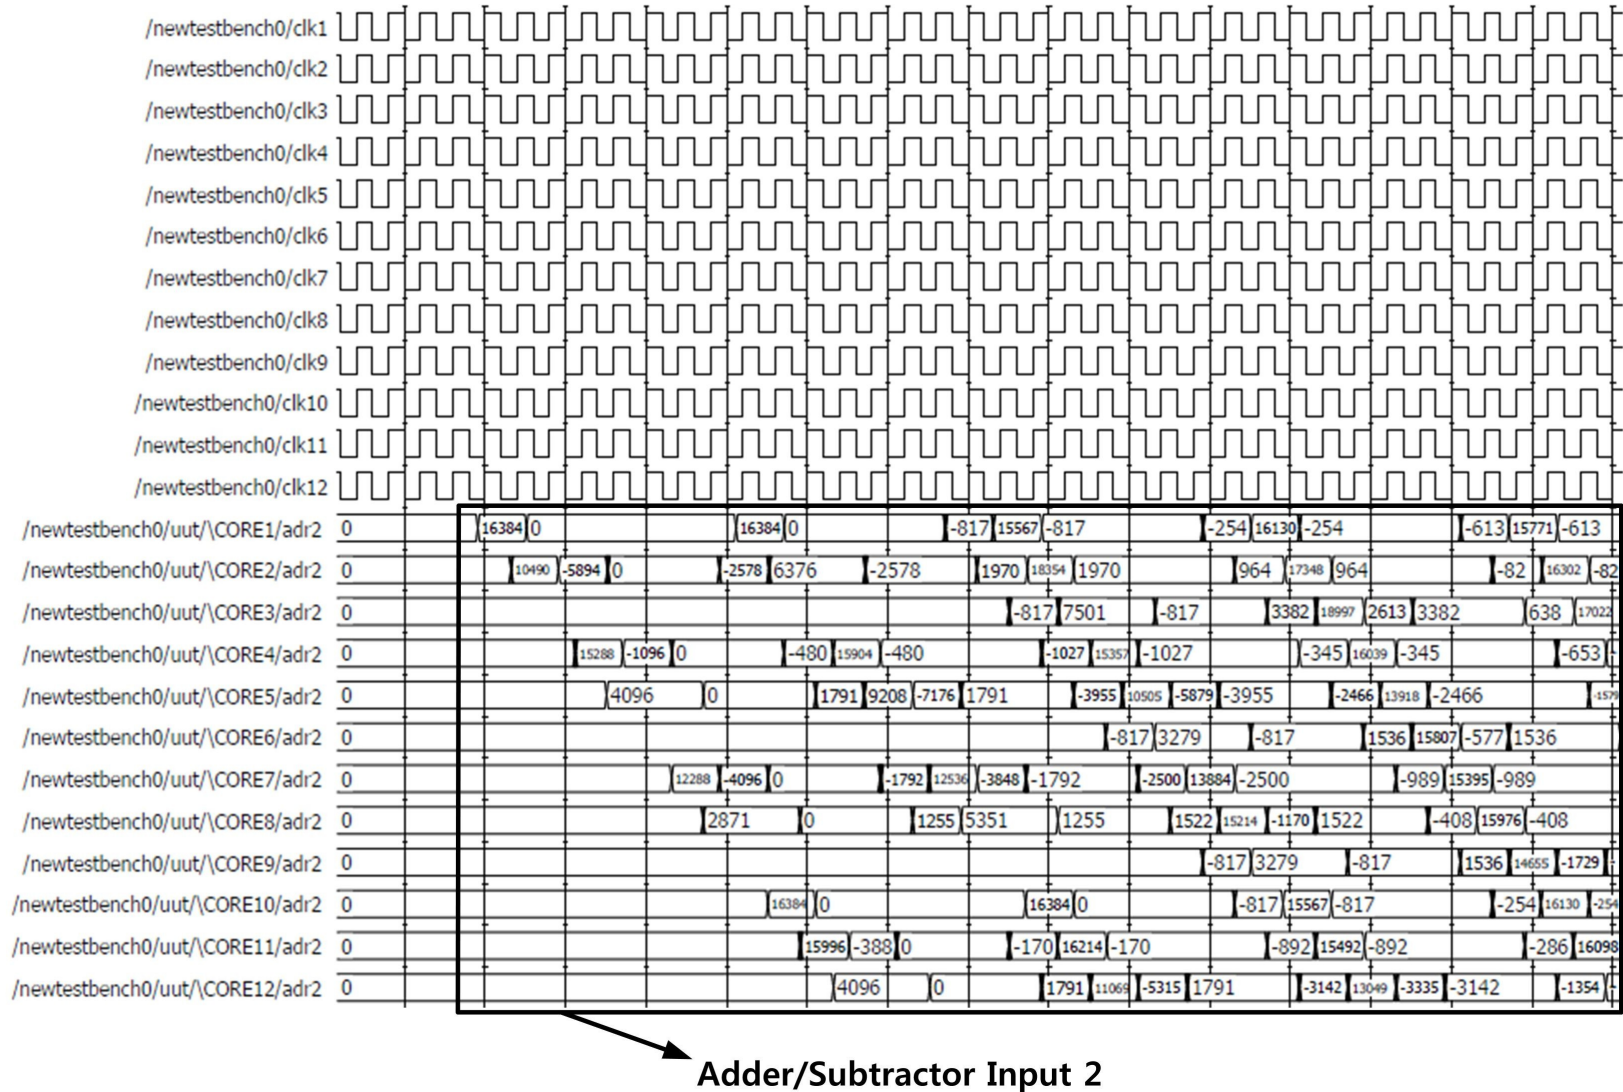 /newtestbench0/clk1
/newtestbench0/clk2
/newtestbench0/clk3
/newtestbench0/clk4
/newtestbench0/clk5
/newtestbench0/clk6
/newtestbench0/clk7
/newtestbench0/clk8
/newtestbench0/clk9
/newtestbench0/clk10
/newtestbench0/clk11
/newtestbench0/clk12
/newtestbench0/uut/\CORE1/adr2 0 16384 0 16384 0 -817 15567 -817 -254 16130 -254 -613 15771 -613
/newtestbench0/uut/\CORE2/adr2 0 10490 -5894 0 -2578 6376 -2578 1970 18354 1970 964 17348 964 -82 16302 -82
/newtestbench0/uut/\CORE3/adr2 0 -817 7501 -817 3382 18997 2613 3382 638 17022
/newtestbench0/uut/\CORE4/adr2 0 15288 -1096 0 -480 15904 -480 -1027 15357 -1027 -345 16039 -345 -653
/newtestbench0/uut/\CORE5/adr2 0 4096 0 1791 9208 -7176 1791 -3955 10505 -5879 -3955 -2466 13918 -2466 -1579
/newtestbench0/uut/\CORE6/adr2 0 -817 3279 -817 1536 15807 -577 1536
/newtestbench0/uut/\CORE7/adr2 0 12288 -4096 0 -1792 12536 -3848 -1792 -2500 13884 -2500 -989 15395 -989
/newtestbench0/uut/\CORE8/adr2 0 2871 0 1255 5351 1255 1522 15214 -1170 1522 -408 15976 -408
/newtestbench0/uut/\CORE9/adr2 0 -817 3279 -817 1536 14655 -1729
/newtestbench0/uut/\CORE10/adr2 0 16384 0 16384 0 -817 15567 -817 -254 16130 -254
/newtestbench0/uut/\CORE11/adr2 0 15996 -388 0 -170 16214 -170 -892 15492 -892 -286 16098
/newtestbench0/uut/\CORE12/adr2 0 4096 0 1791 11069 -5315 1791 -3142 13049 -3335 -3142 -1354
Adder/Subtractor Input 2